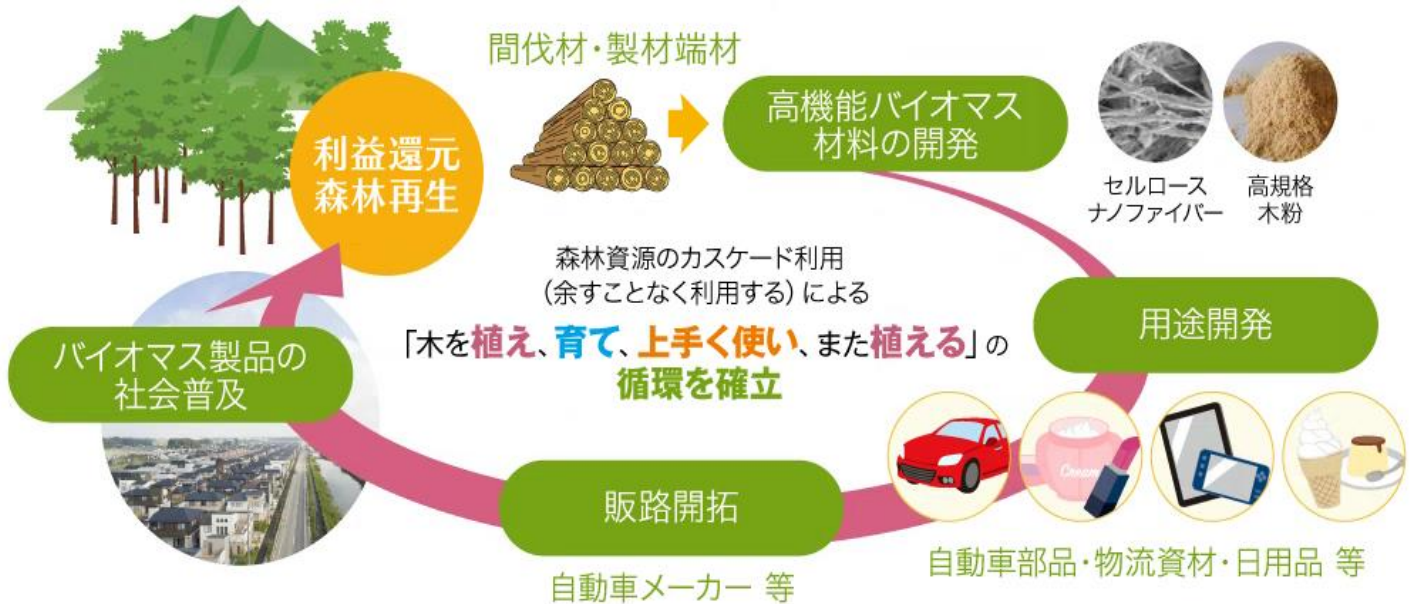 間伐材・製材端材
高機能バイオマス
材料の開発
セルロース
ナノファイバー
高規格
木粉
利益還元
森林再生
森林資源のカスケード利用
（余すことなく利用する）による
「木を植え、育て、上手く使い、また植える」の
循環を確立
用途開発
Cream
自動車部品・物流資材・日用品 等
販路開拓
自動車メーカー 等
バイオマス製品の
社会普及